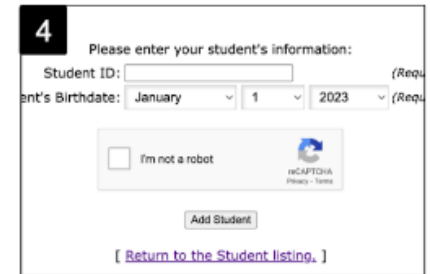 4
Please enter your student's information:
Student ID: (Requ
ent's Birthdate: January 1 2023 (Requ
I'm not a robot
reCAPTCHA
Privacy - Terms
Add Student
[ Return to the Student listing. ]